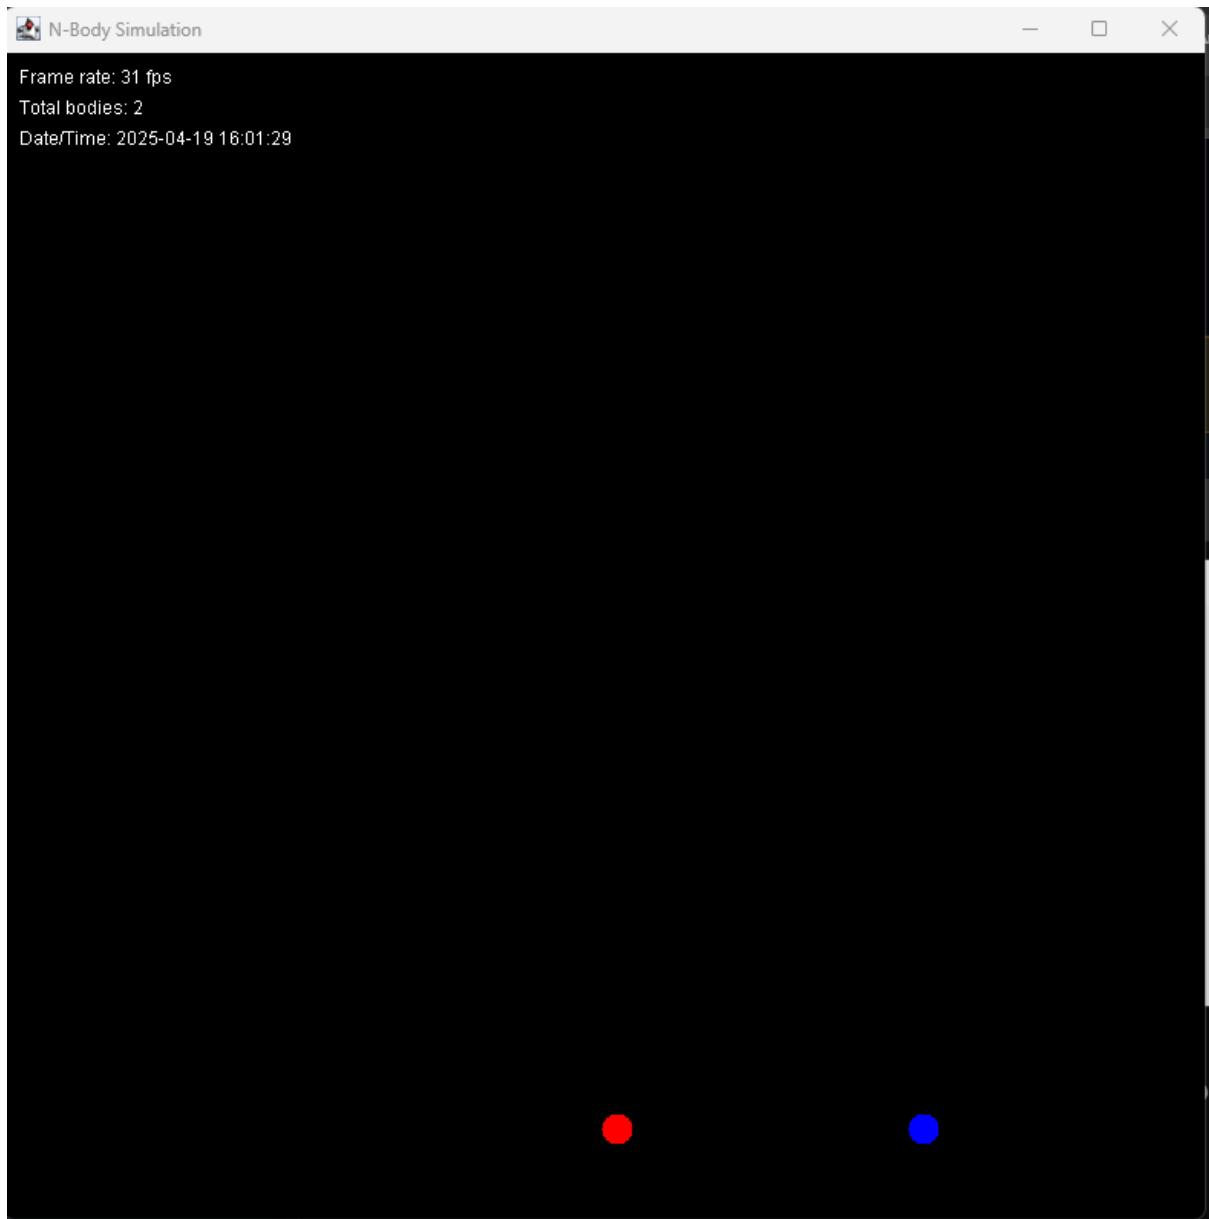 N-Body Simulation
Frame rate: 31 fps
Total bodies: 2
Date/Time: 2025-04-19 16:01:29